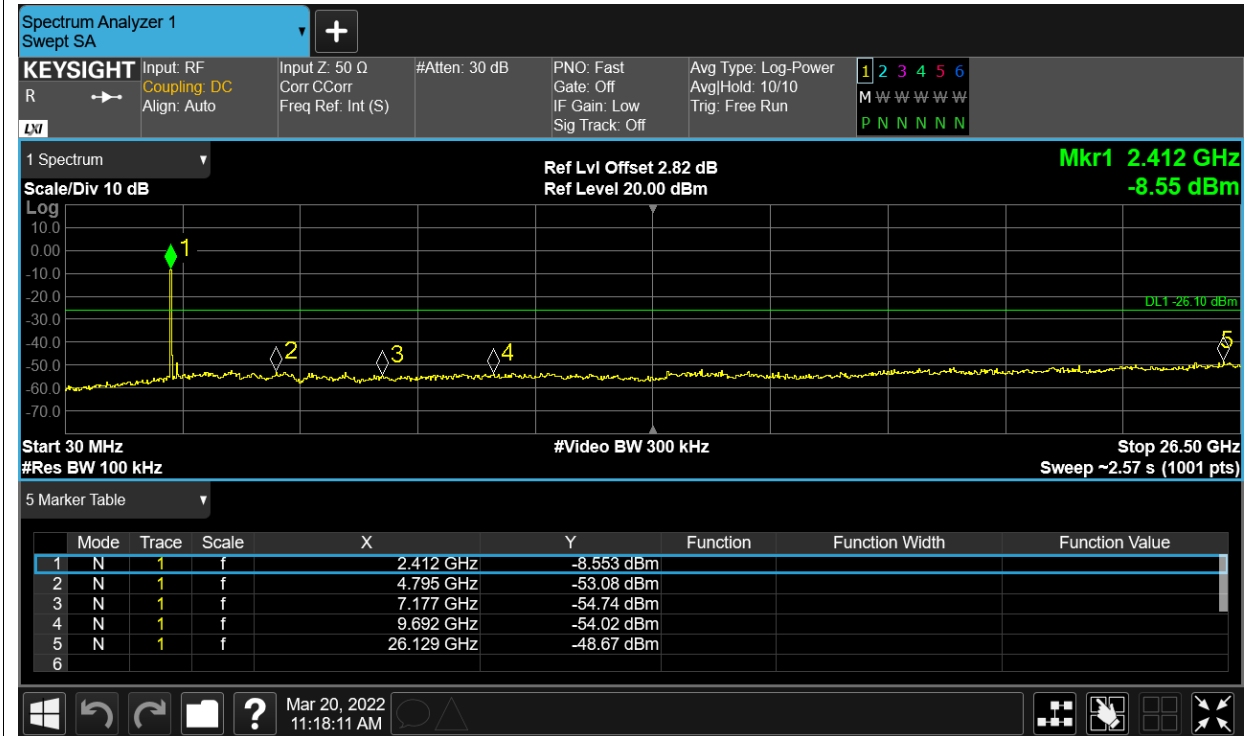 Spectrum Analyzer 1
Swept SA
+
KEYSIGHT Input: RF Input Z: 50 Ω #Atten: 30 dB PNO: Fast Avg Type: Log-Power 1 2 3 4 5 6
R Coupling: DC Corr CCorr Gate: Off Avg|Hold: 10/10 M W W W W W
Align: Auto Freq Ref: Int (S) IF Gain: Low Trig: Free Run
LXI Sig Track: Off P N N N N N
1 Spectrum
Scale/Div 10 dB
Ref Lvl Offset 2.82 dB
Ref Level 20.00 dBm
Mkr1 2.412 GHz
-8.55 dBm
Log
10.0
0.00
-10.0
-20.0
-30.0
-40.0
-50.0
-60.0
-70.0
1
DL1 -26.10 dBm
2
3
4
5
Start 30 MHz #Video BW 300 kHz Stop 26.50 GHz
#Res BW 100 kHz Sweep ~2.57 s (1001 pts)
5 Marker Table
Mode Trace Scale X Y Function Function Width Function Value
1 N 1 f 2.412 GHz -8.553 dBm
2 N 1 f 4.795 GHz -53.08 dBm
3 N 1 f 7.177 GHz -54.74 dBm
4 N 1 f 9.692 GHz -54.02 dBm
5 N 1 f 26.129 GHz -48.67 dBm
6
? Mar 20, 2022
11:18:11 AM